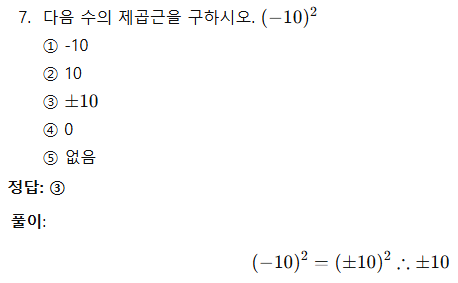 7. 다음 수의 제곱근을 구하시오. (−10)²
① -10
② 10
③ ±10
④ 0
⑤ 없음
정답: ③
풀이:
(−10)² = (±10)² ∴ ±10